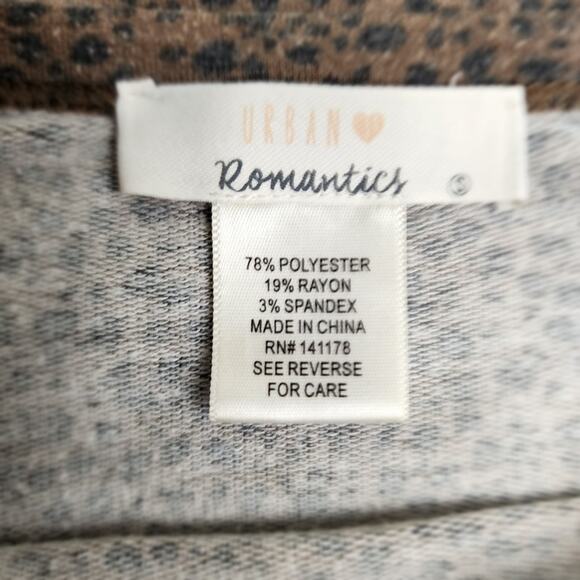 URBAN
Romantics
S
78% POLYESTER
19% RAYON
3% SPANDEX
MADE IN CHINA
RN# 141178
SEE REVERSE
FOR CARE